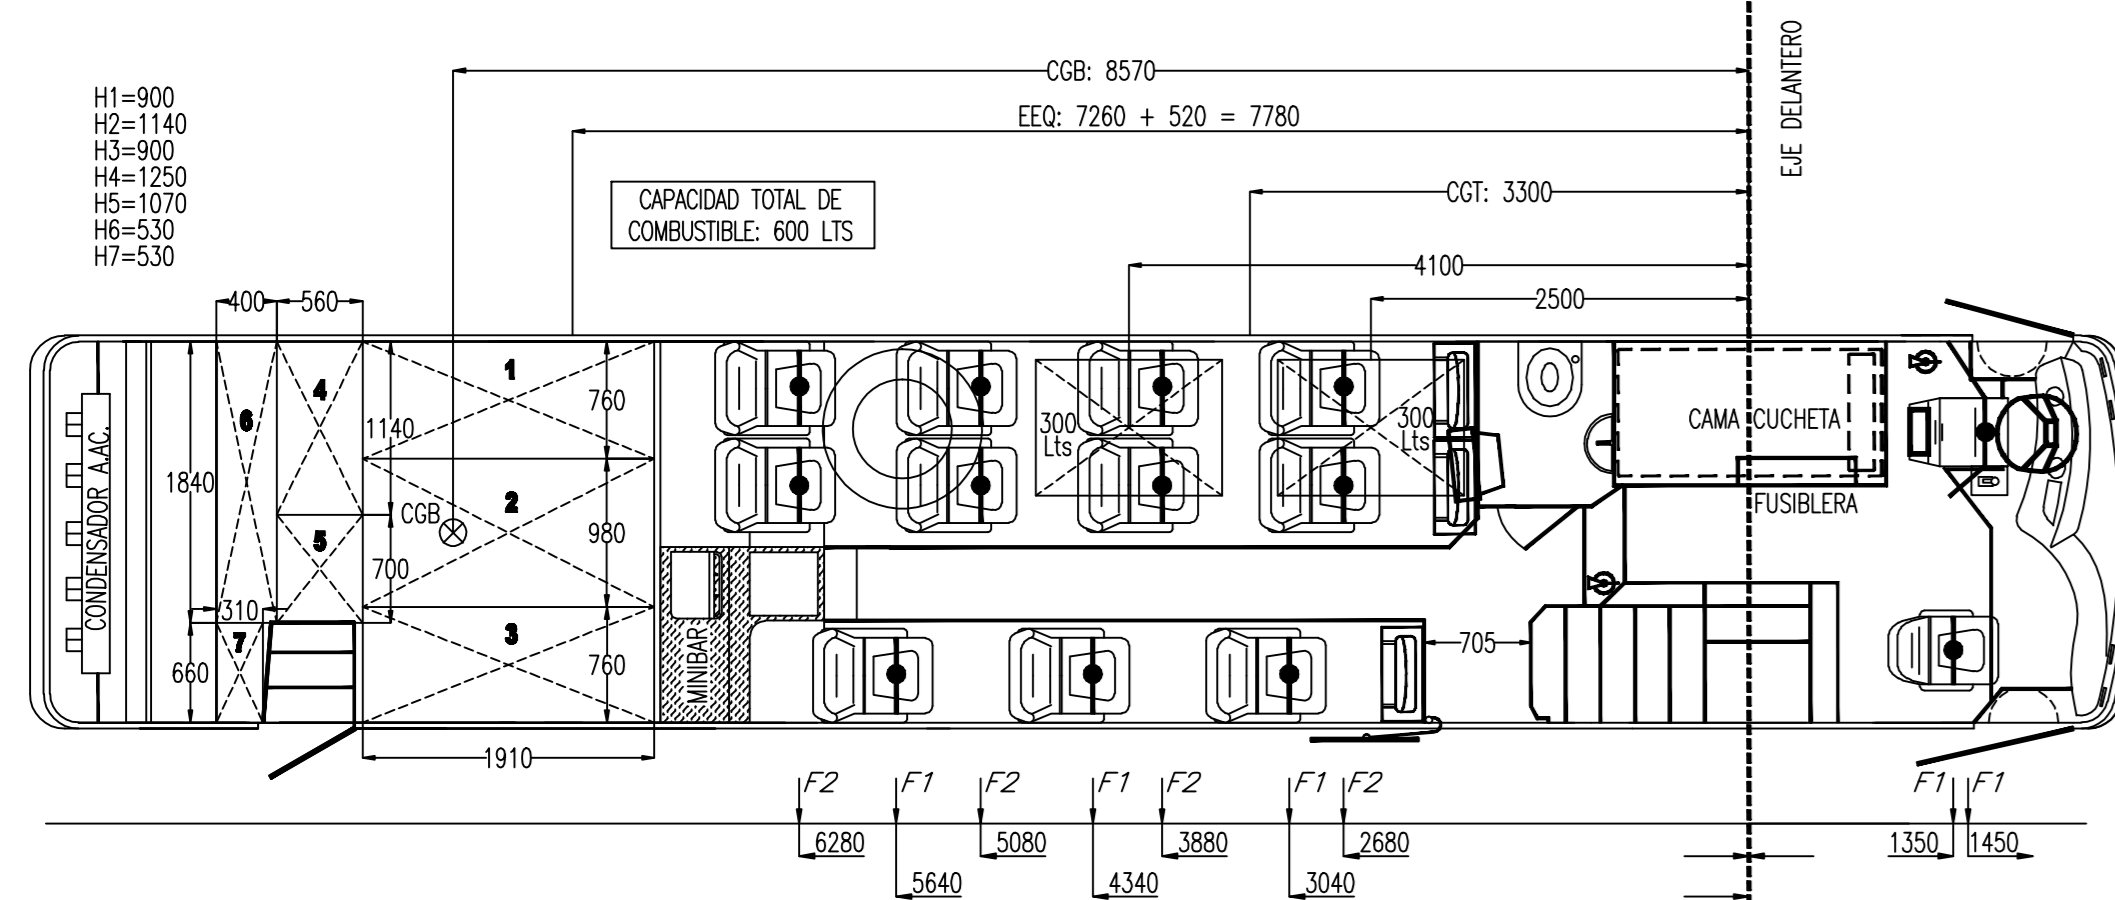 EJE DELANTERO
CGB: 8570
H1=900
H2=1140
H3=900
H4=1250
H5=1070
H6=530
H7=530
EEQ: 7260 + 520 = 7780
CAPACIDAD TOTAL DE
COMBUSTIBLE: 600 LTS
CGT: 3300
4100
2500
400
560
1
4
6
760
1140
300
Lts
300
Lts
CAMA CUCHETA
CONDENSADOR A.AC.
1840
CGB
2
FUSIBLERA
980
5
700
310
7
3
660
760
MINIBAR
705
1910
F2
F1
F2
F1
F2
F1
F2
F1
F1
6280
5080
3880
2680
1350
1450
5640
4340
3040